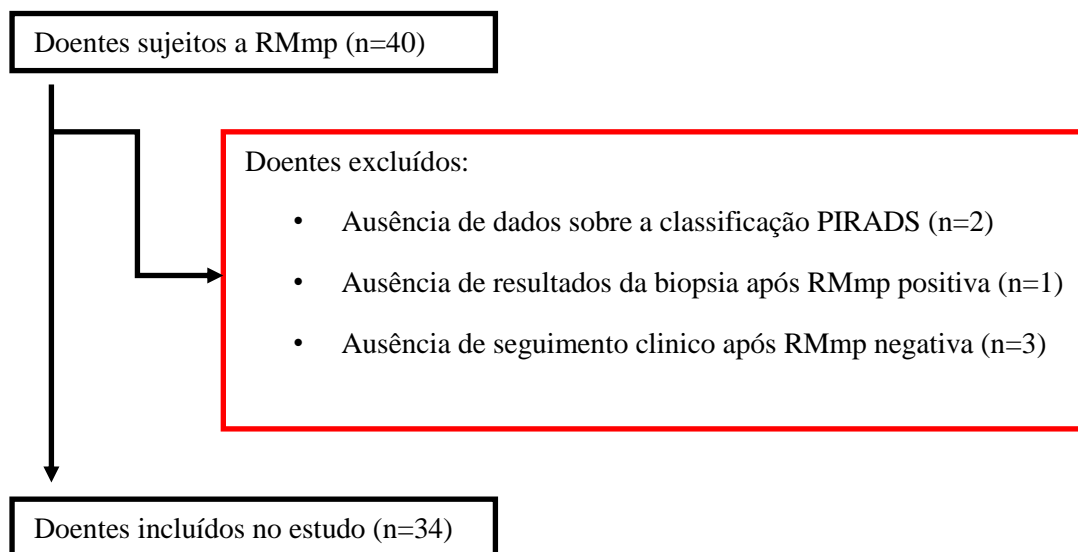 Doentes sujeitos a RMmp (n=40)
Doentes excluídos:
• Ausência de dados sobre a classificação PIRADS (n=2)
• Ausência de resultados da biopsia após RMmp positiva (n=1)
• Ausência de seguimento clinico após RMmp negativa (n=3)
Doentes incluídos no estudo (n=34)